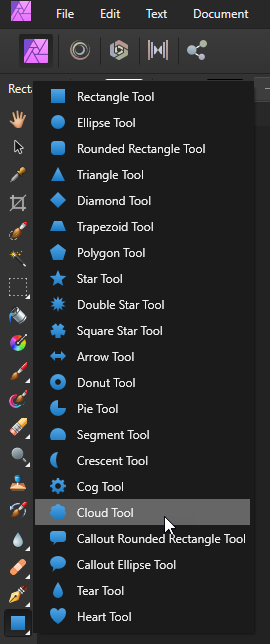 File Edit Text Document
Rectangle Tool
Ellipse Tool
Rounded Rectangle Tool
Triangle Tool
Diamond Tool
Trapezoid Tool
Polygon Tool
Star Tool
Double Star Tool
Square Star Tool
Arrow Tool
Donut Tool
Pie Tool
Segment Tool
Crescent Tool
Cog Tool
Cloud Tool
Callout Rounded Rectangle Tool
Callout Ellipse Tool
Tear Tool
Heart Tool